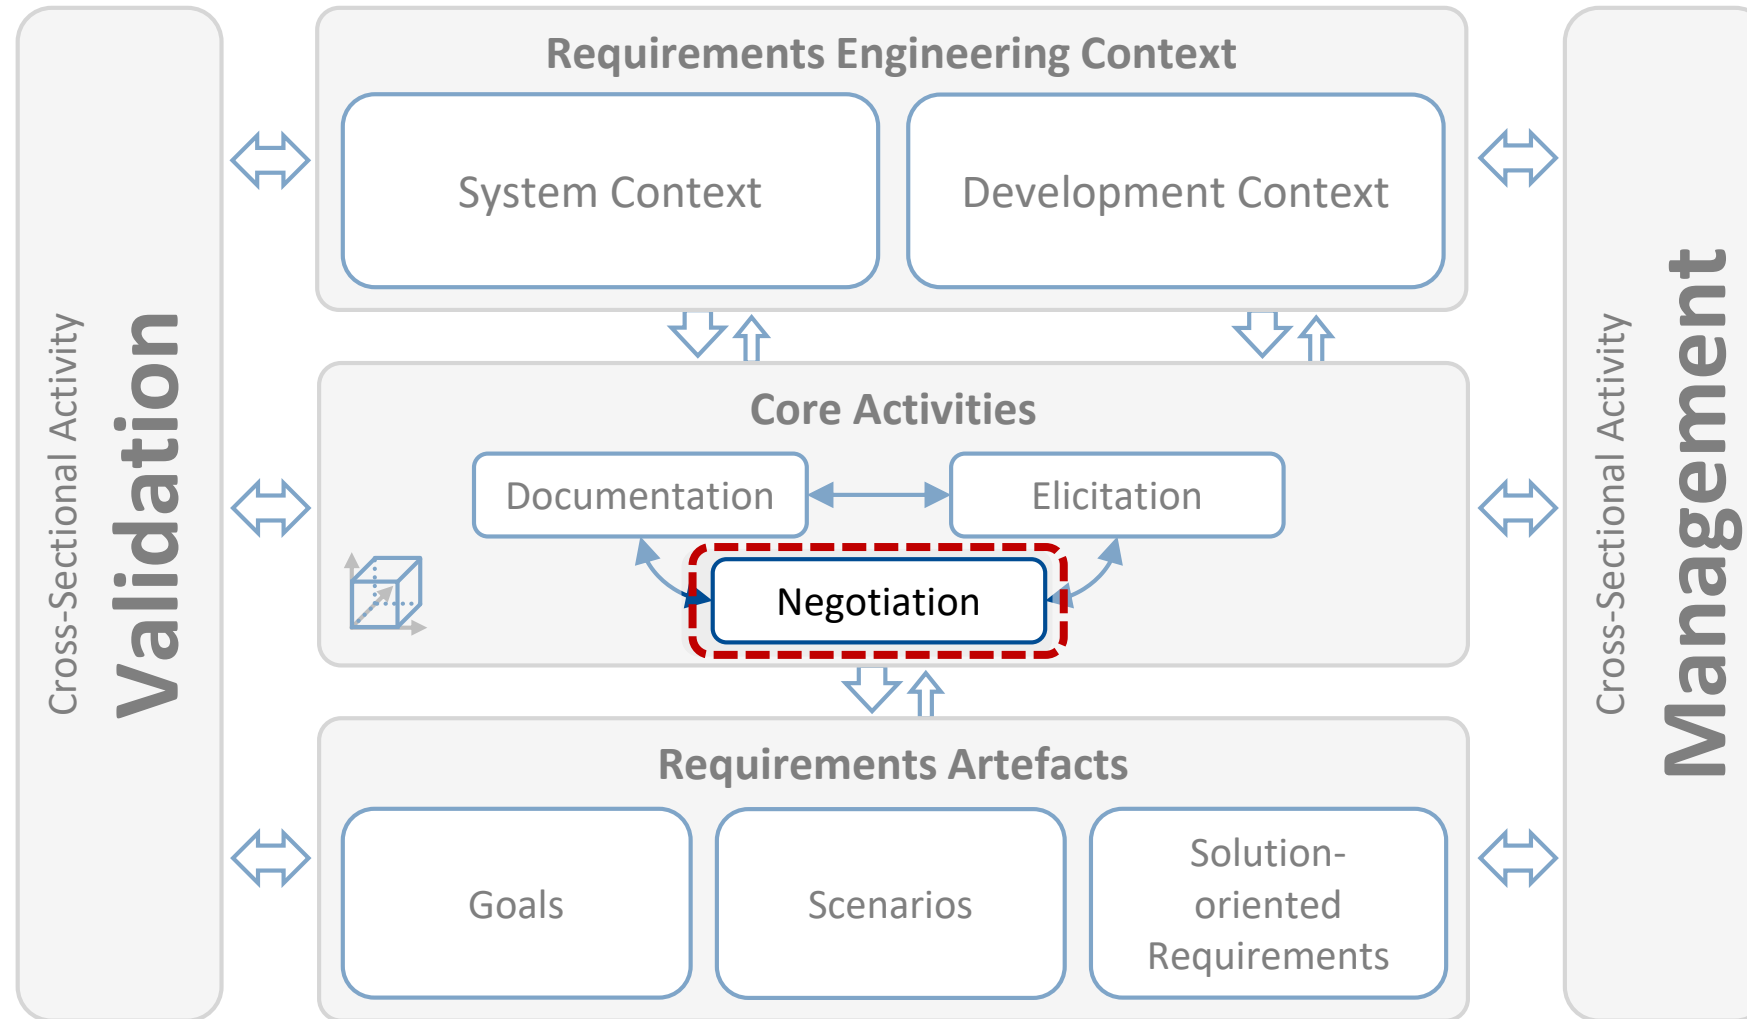 Cross-Sectional Activity
Validation
Requirements Engineering Context
System Context
Development Context
Core Activities
Documentation
Elicitation
Negotiation
Requirements Artefacts
Goals
Scenarios
Solution-
oriented
Requirements
Cross-Sectional Activity
Management